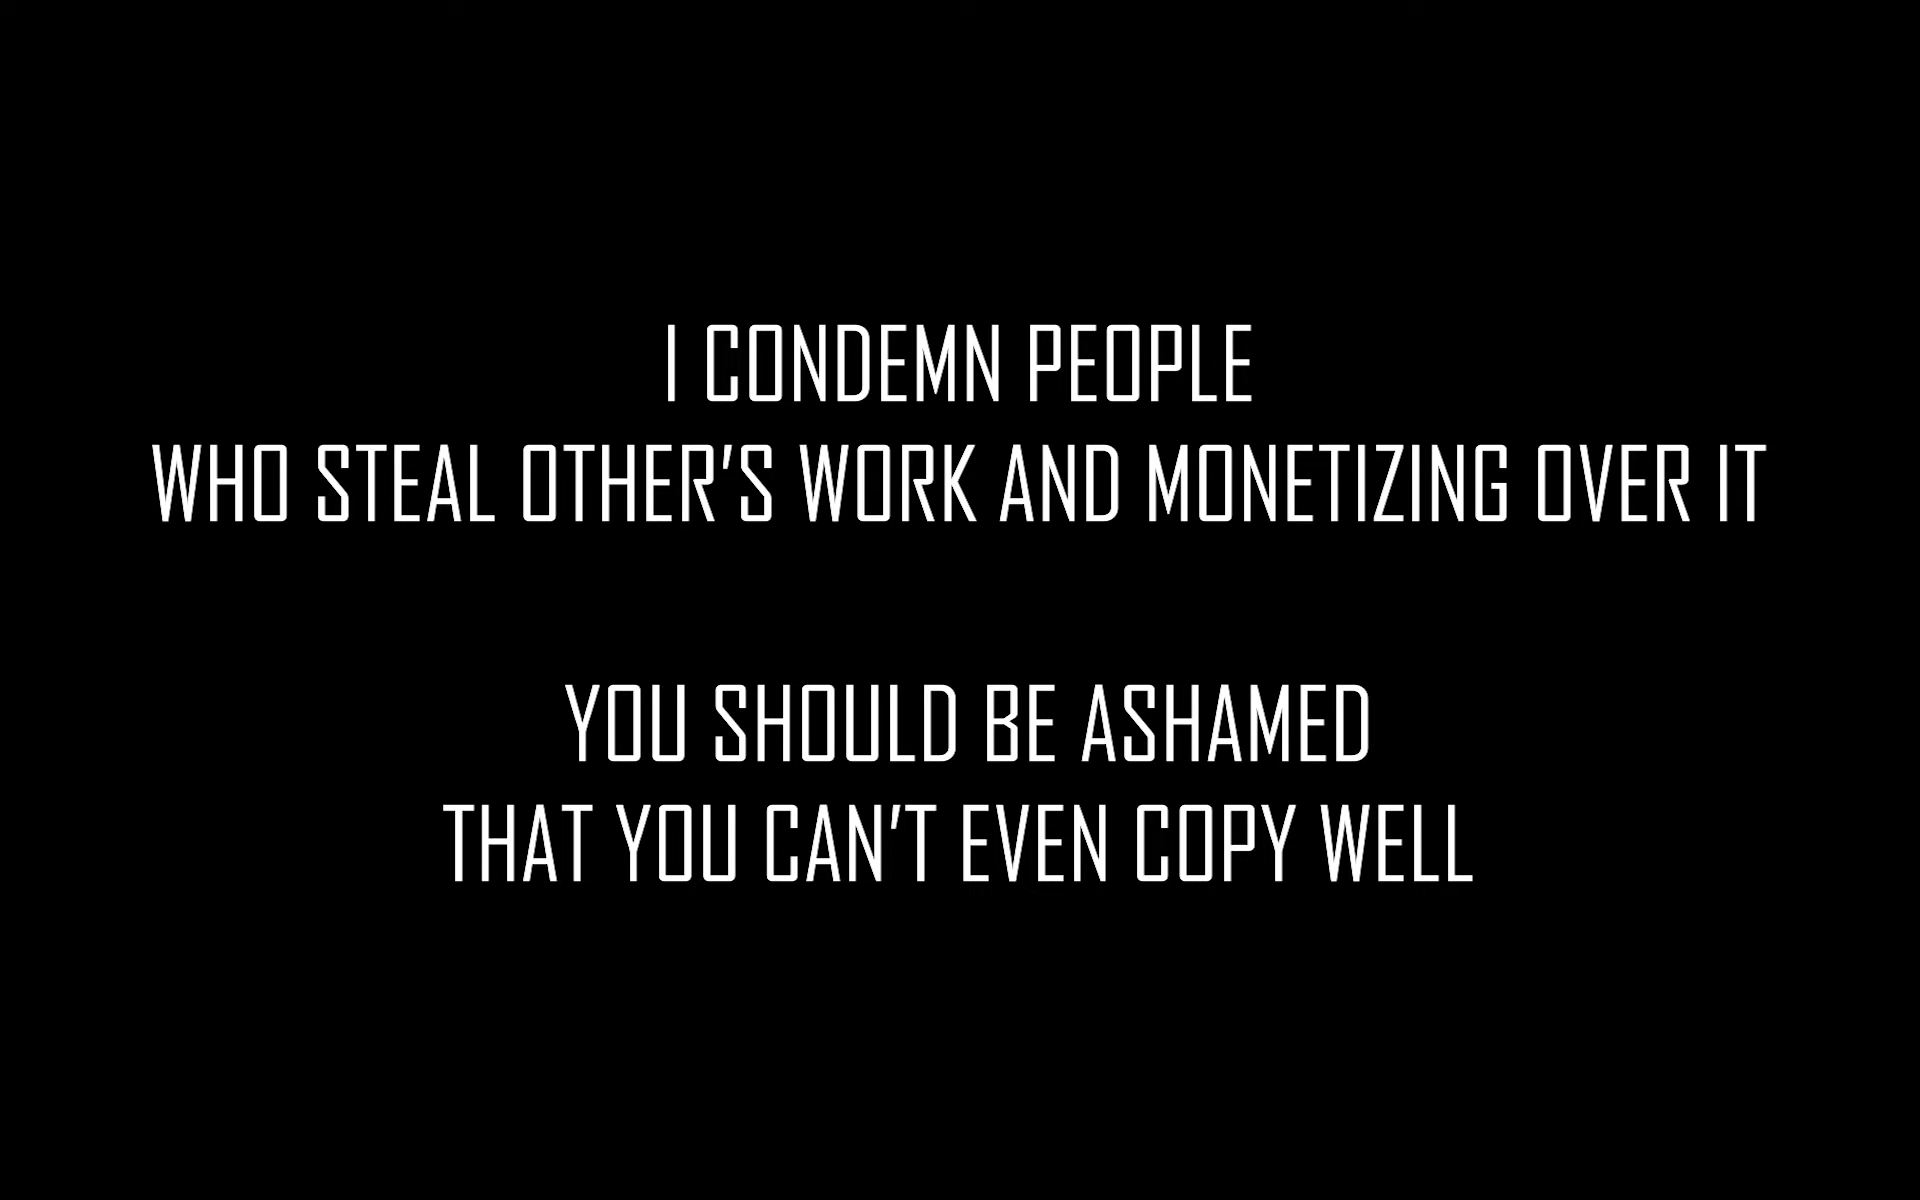 I CONDEMN PEOPLE
WHO STEAL OTHER'S WORK AND MONETIZING OVER IT
YOU SHOULD BE ASHAMED
THAT YOU CAN'T EVEN COPY WELL